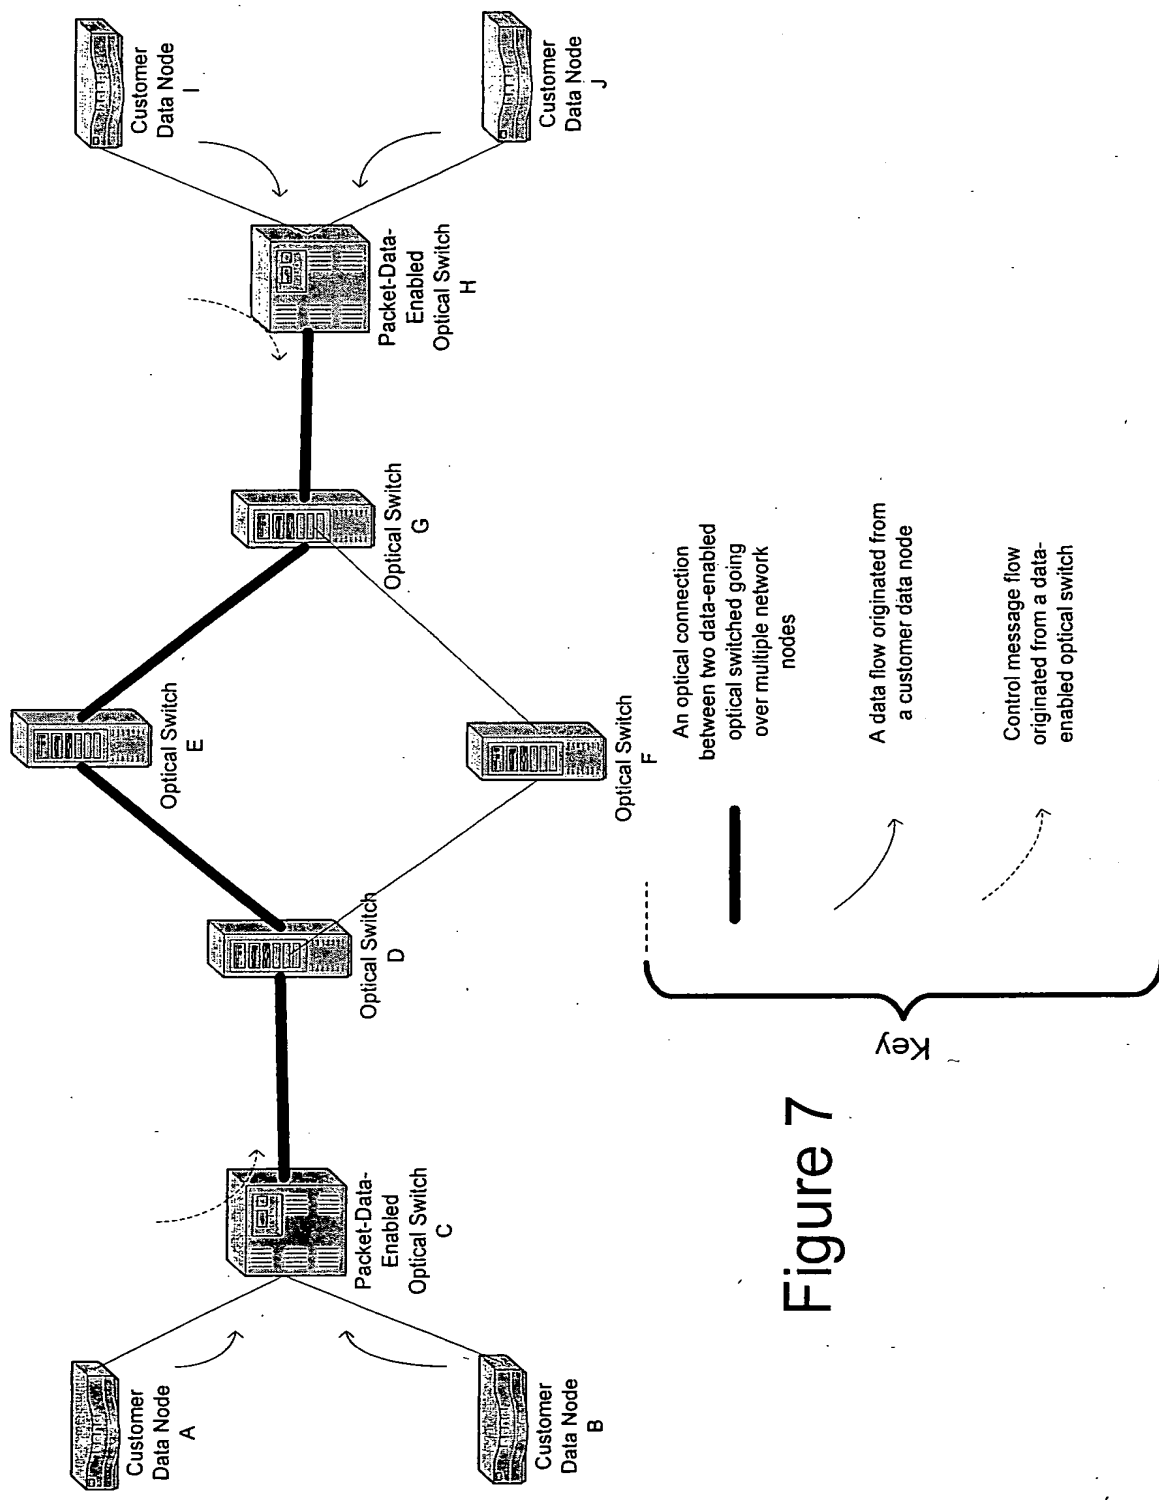 Customer
Data Node
A
Customer
Data Node
B
Packet-Data-
Enabled
Optical Switch
C
Optical Switch
D
Optical Switch
E
Optical Switch
F
Optical Switch
G
Packet-Data-
Enabled
Optical Switch
H
Customer
Data Node
I
Customer
Data Node
J
Key
An optical connection
between two data-enabled
optical switched going
over multiple network
nodes
A data flow originated from
a customer data node
Control message flow
originated from a data-
enabled optical switch
Figure 7